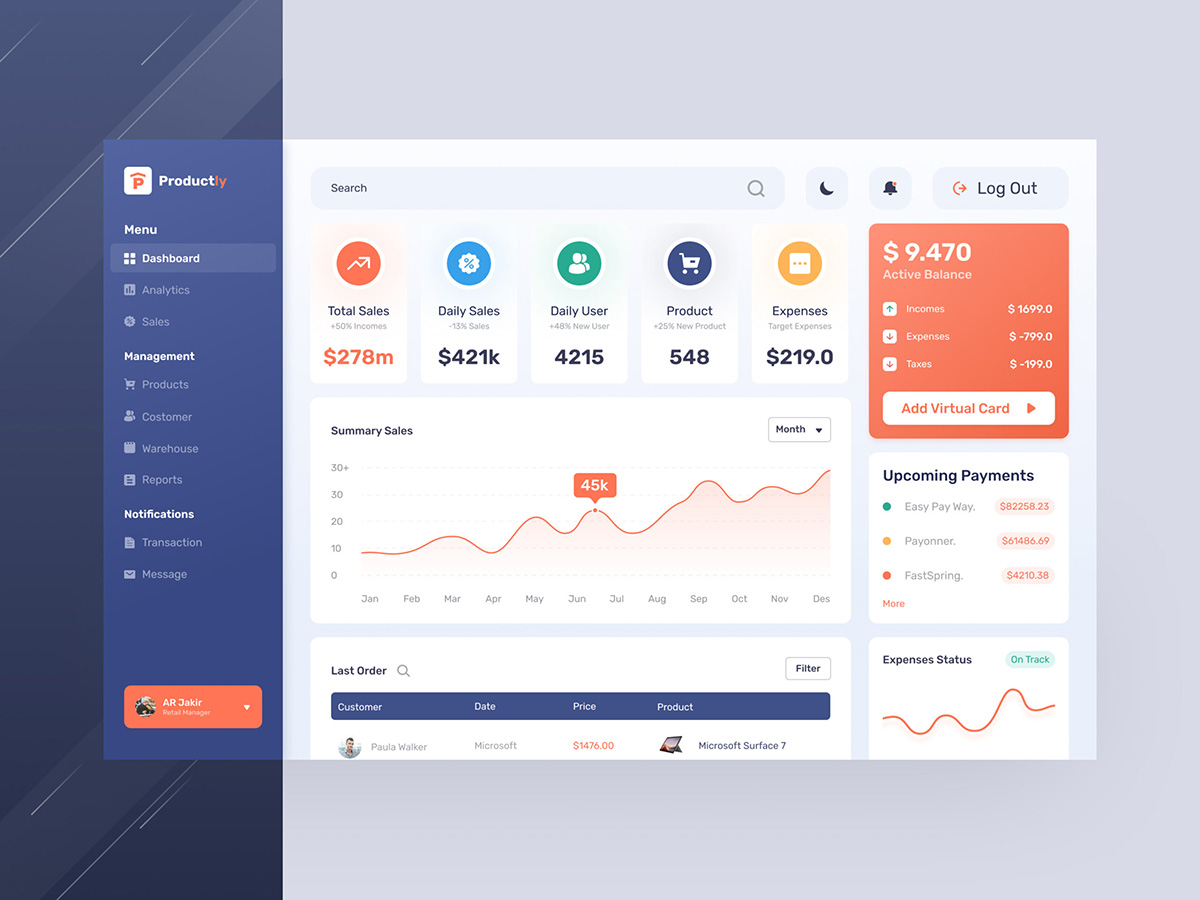 Productly
Menu
Dashboard
Analytics
Sales
Management
Products
Costomer
Warehouse
Reports
Notifications
Transaction
Message
AR Jakir
Retail Manager
Search
Log Out
Total Sales
+50% Incomes
$278m
Daily Sales
-13% Sales
$421k
Daily User
+48% New User
4215
Product
+25% New Product
548
Expenses
Target Expenses
$219.0
$ 9.470
Active Balance
Incomes $ 1699.0
Expenses $ -799.0
Taxes $ -199.0
Add Virtual Card
Summary Sales
Month
30+
30
20
10
0
45k
Jan Feb Mar Apr May Jun Jul Aug Sep Oct Nov Des
Upcoming Payments
Easy Pay Way. $82258.23
Payonner. $61486.69
FastSpring. $4210.38
More
Last Order
Filter
Customer Date Price Product
Paula Walker Microsoft $1476.00 Microsoft Surface 7
Expenses Status
On Track